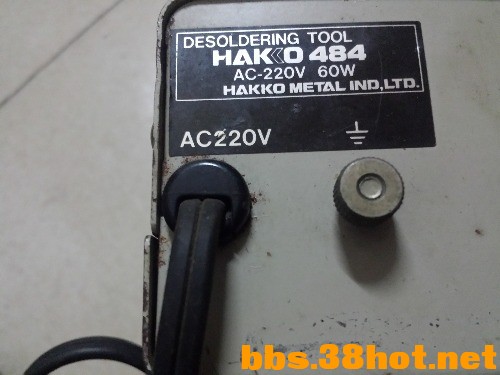 DESOLDERING TOOL
HAKKO 484
AC-220V 60W
HAKKO METAL IND,LTD.
AC220V
bbs.38hot.net